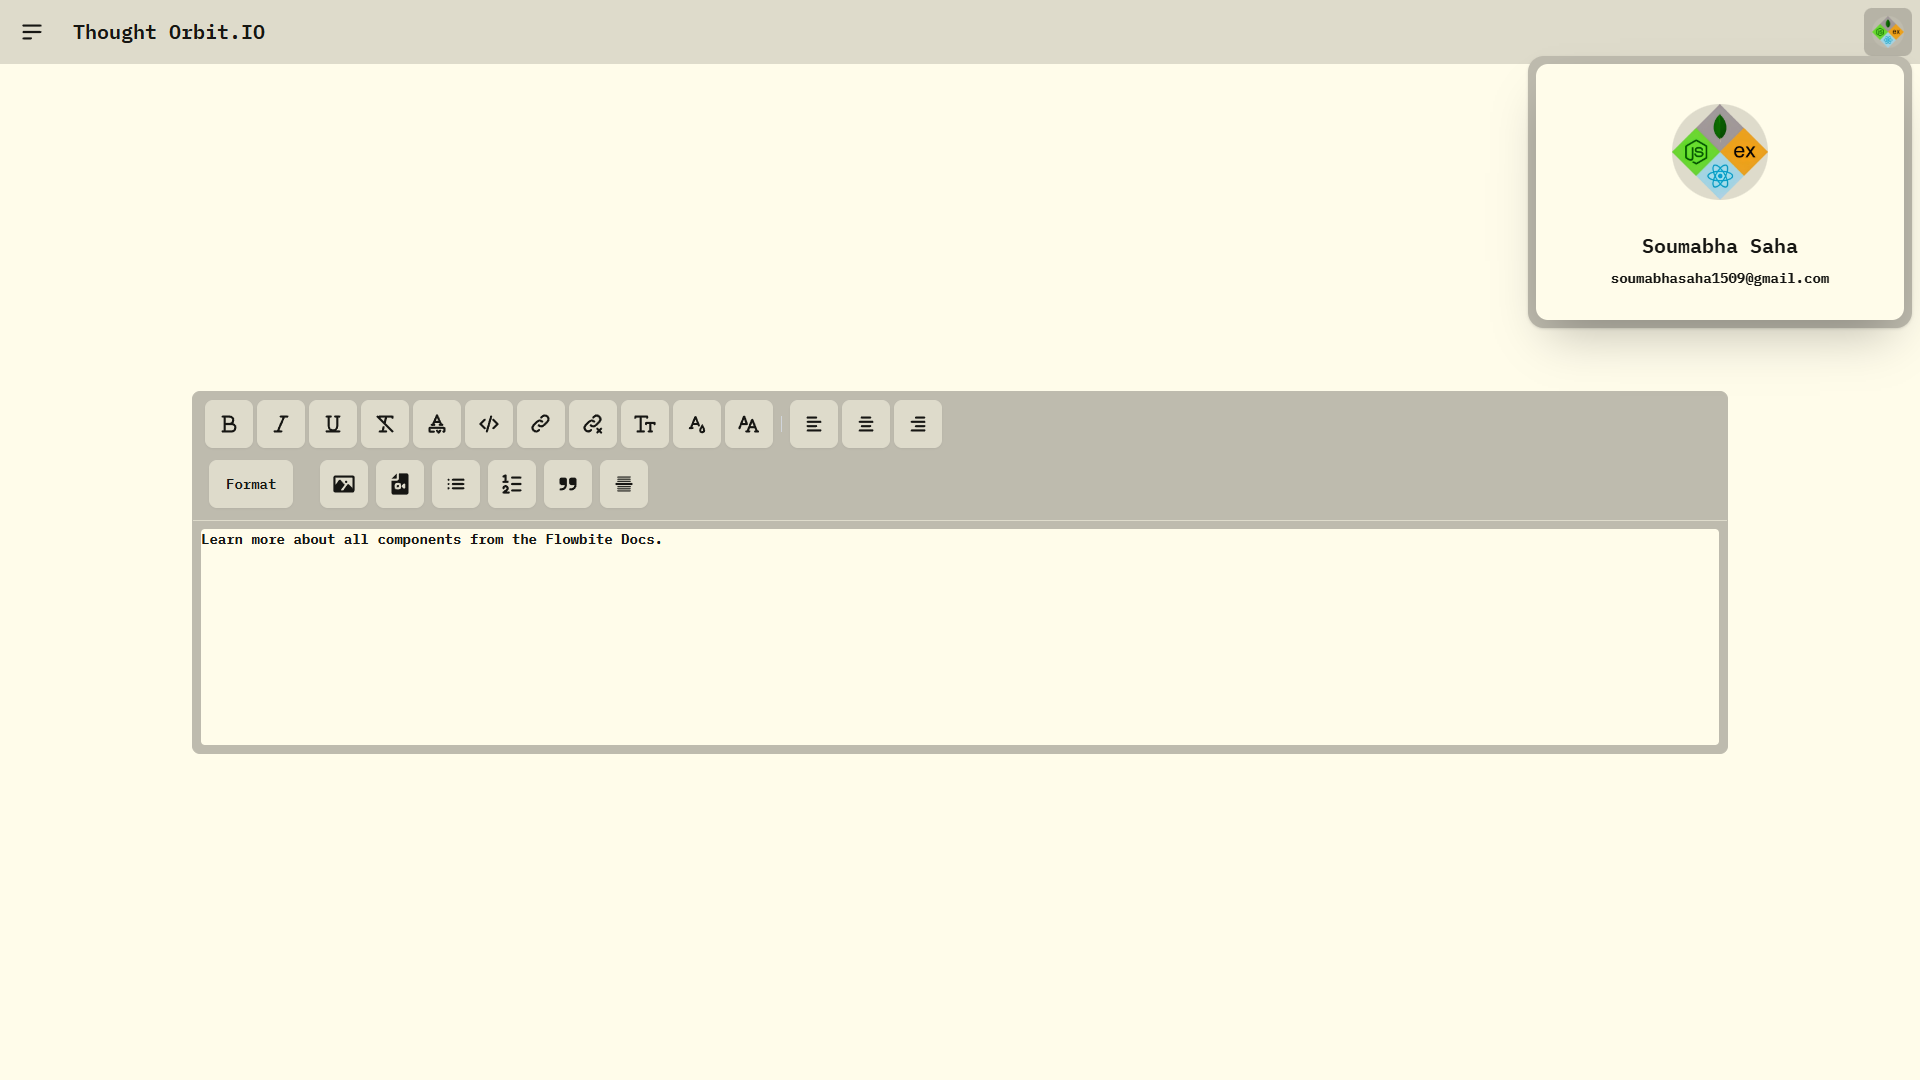 Thought Orbit.IO
JS
ex
Soumabha Saha
soumabhasaha1509@gmail.com
Format
Learn more about all components from the Flowbite Docs.